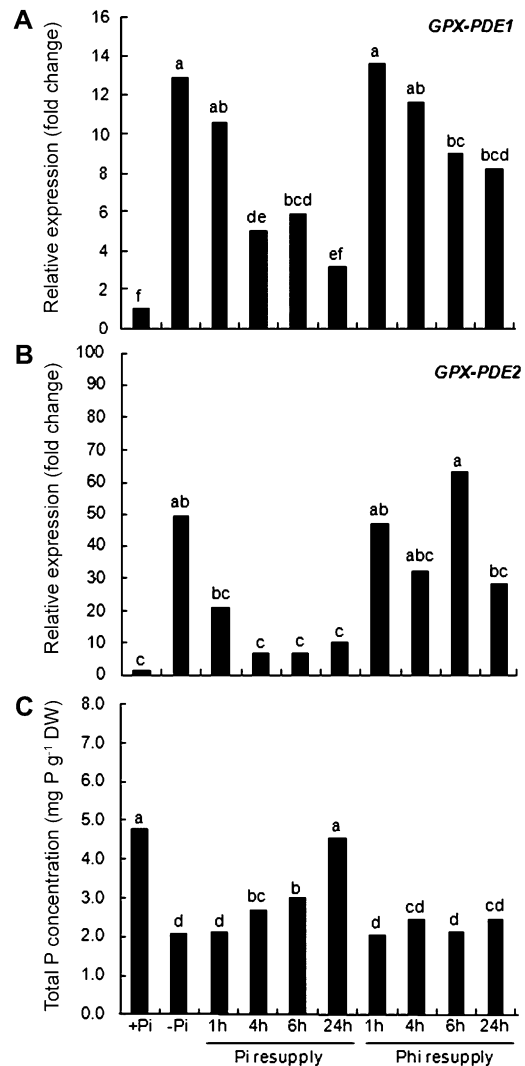 A
GPX-PDE1
Relative expression (fold change)
16
14
12
10
8
6
4
2
0
f
a
ab
de
bcd
ef
a
ab
bc
bcd
B
GPX-PDE2
Relative expression (fold change)
100
90
80
70
60
50
40
30
20
10
0
c
ab
bc
c
c
c
ab
abc
a
bc
C
Total P concentration (mg P g-1 DW)
8.0
7.0
6.0
5.0
4.0
3.0
2.0
1.0
0.0
a
d
d
bc
b
a
d
cd
d
cd
+Pi -Pi 1h 4h 6h 24h 1h 4h 6h 24h
Pi resupply Phi resupply